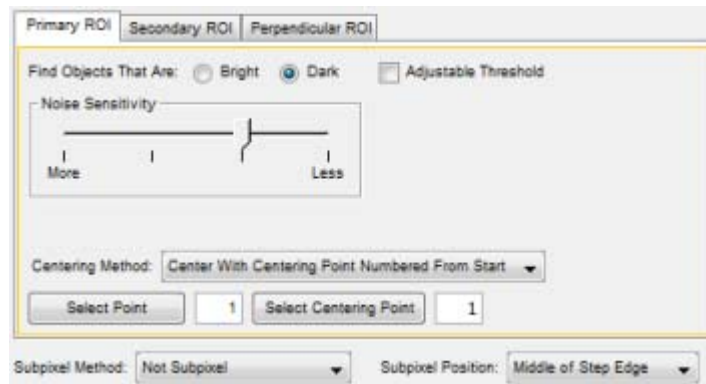 Primary ROI Secondary ROI Perpendicular ROI
Find Objects That Are: Bright Dark Adjustable Threshold
Noise Sensitivity
More Less
Centering Method: Center With Centering Point Numbered From Start
Select Point 1 Select Centering Point 1
Subpixel Method: Not Subpixel Subpixel Position: Middle of Step Edge